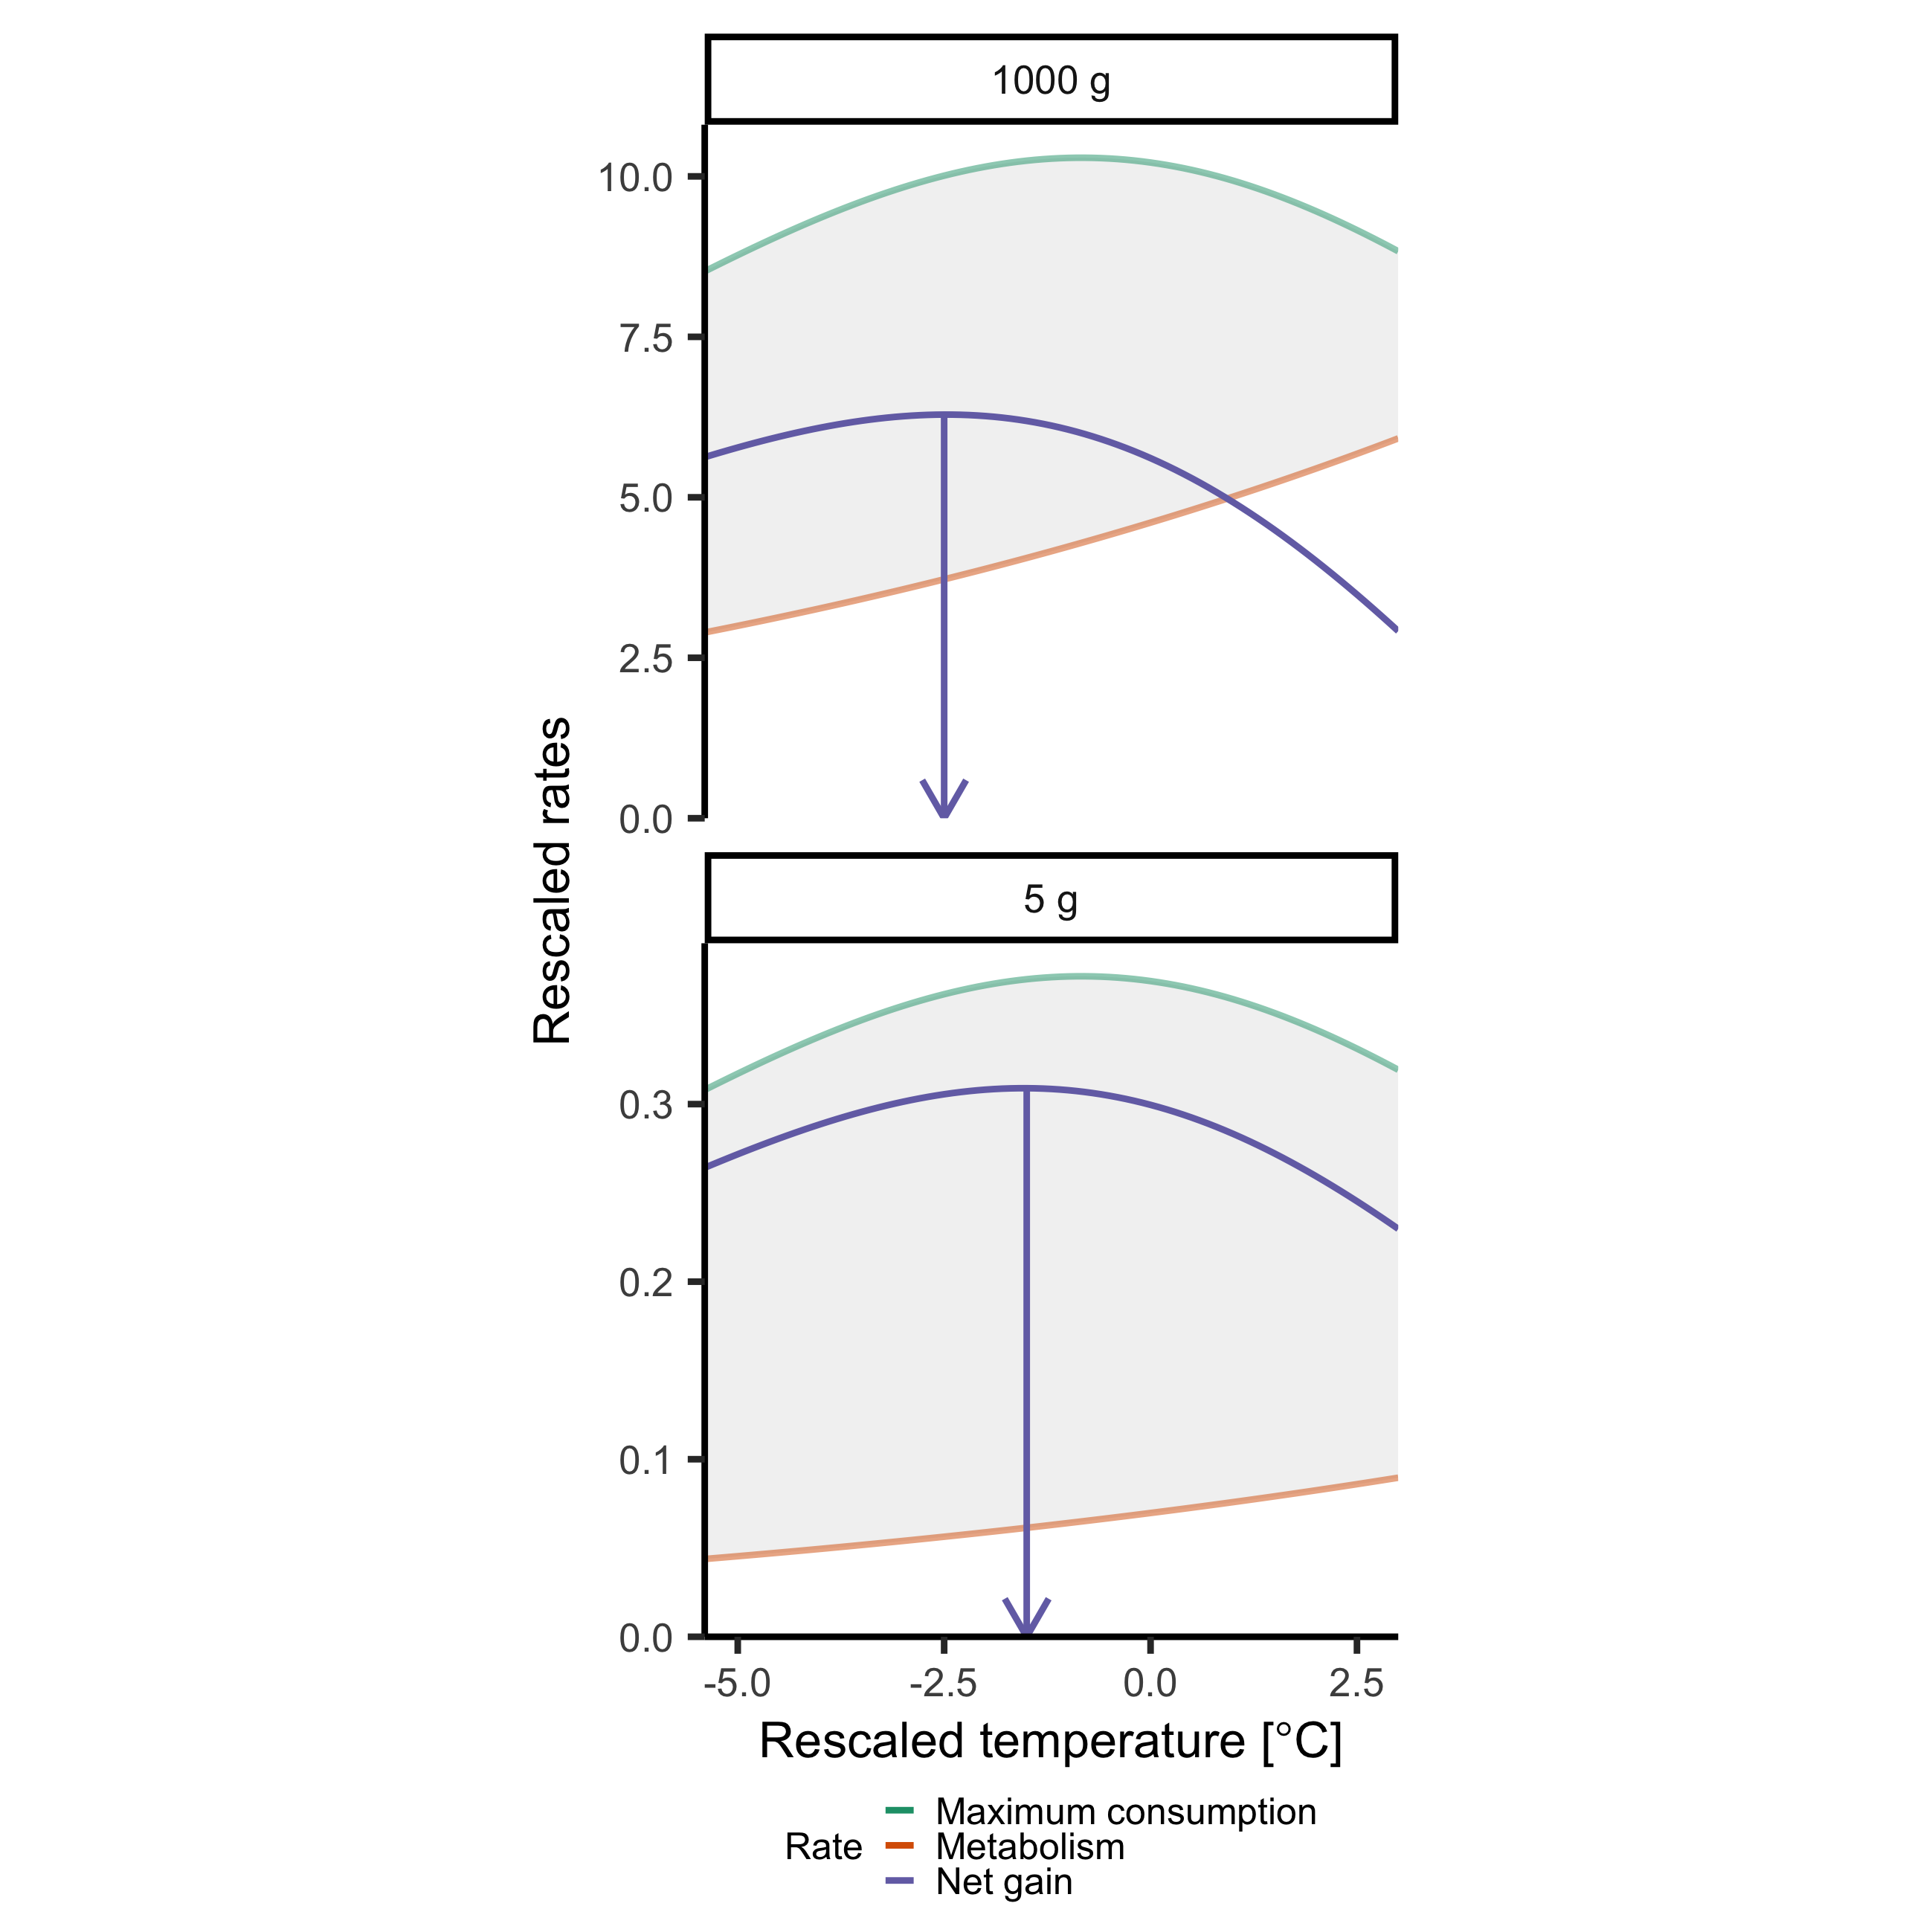 1000 g
10.0
7.5
5.0
2.5
0.0
Rescaled rates
5 g
0.3
0.2
0.1
0.0
-5.0 -2.5 0.0 2.5
Rescaled temperature [°C]
Rate
Maximum consumption
Metabolism
Net gain